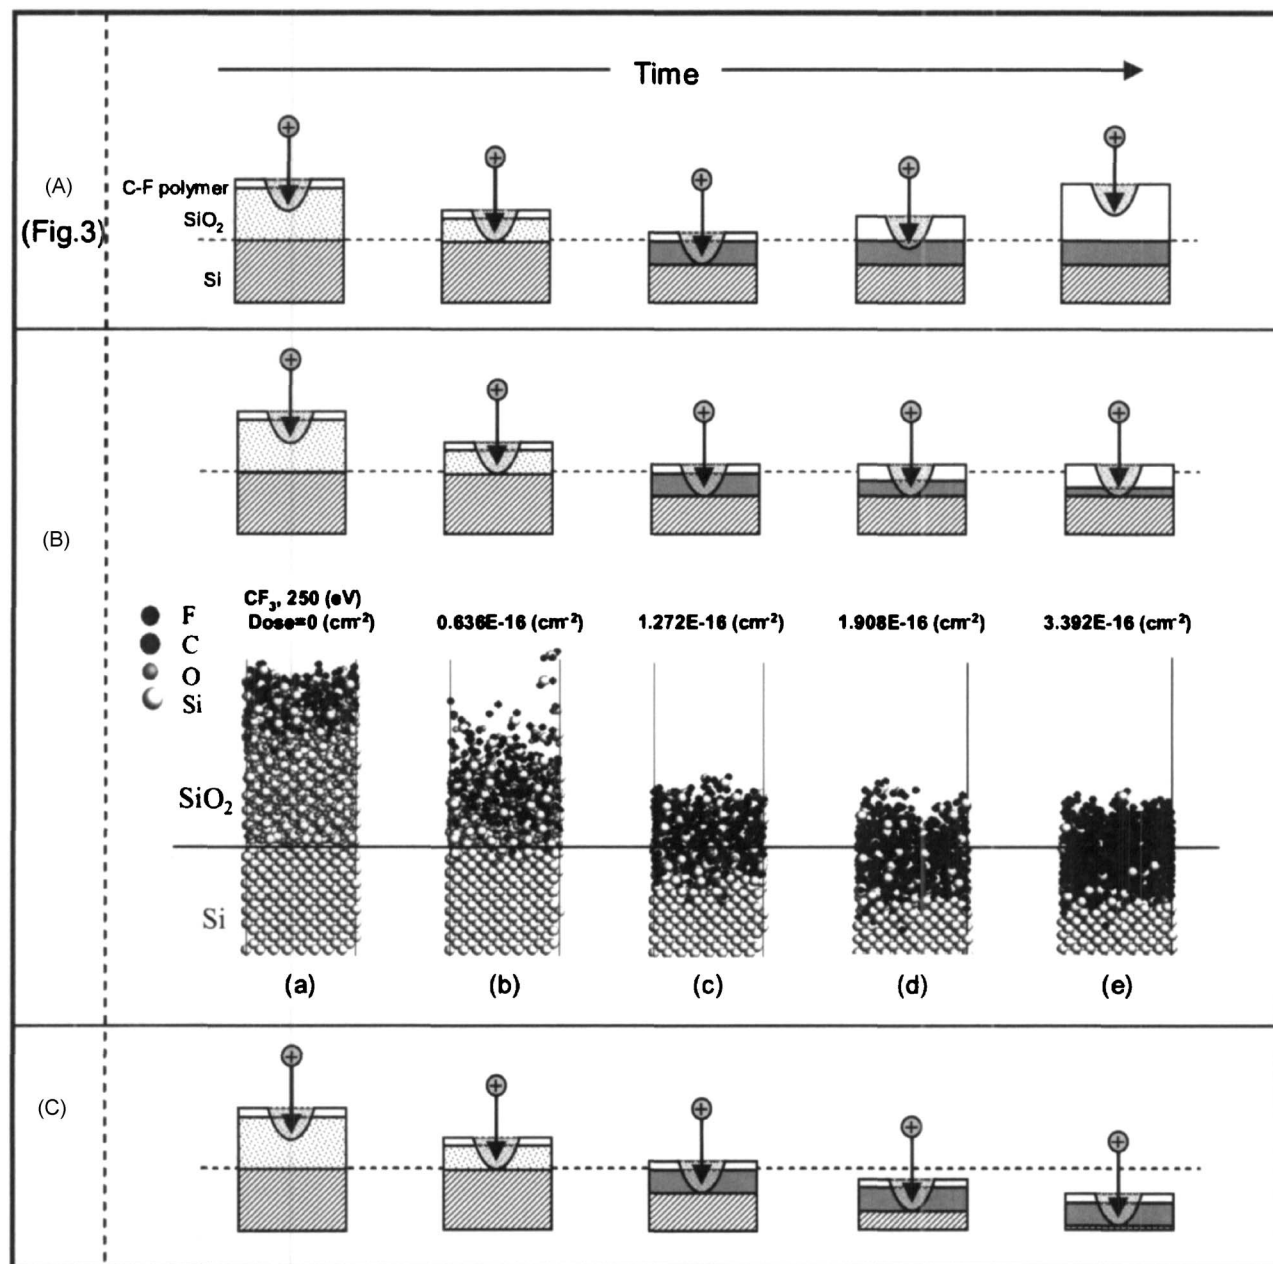 Time
(A)
(Fig.3)
C-F polymer
SiO₂
Si
(B)
F
C
O
Si
CF₃, 250 (eV)
Dose=0 (cm⁻²)
0.636E-16 (cm⁻²)
1.272E-16 (cm⁻²)
1.908E-16 (cm⁻²)
3.392E-16 (cm⁻²)
SiO₂
Si
(a)
(b)
(c)
(d)
(e)
(C)